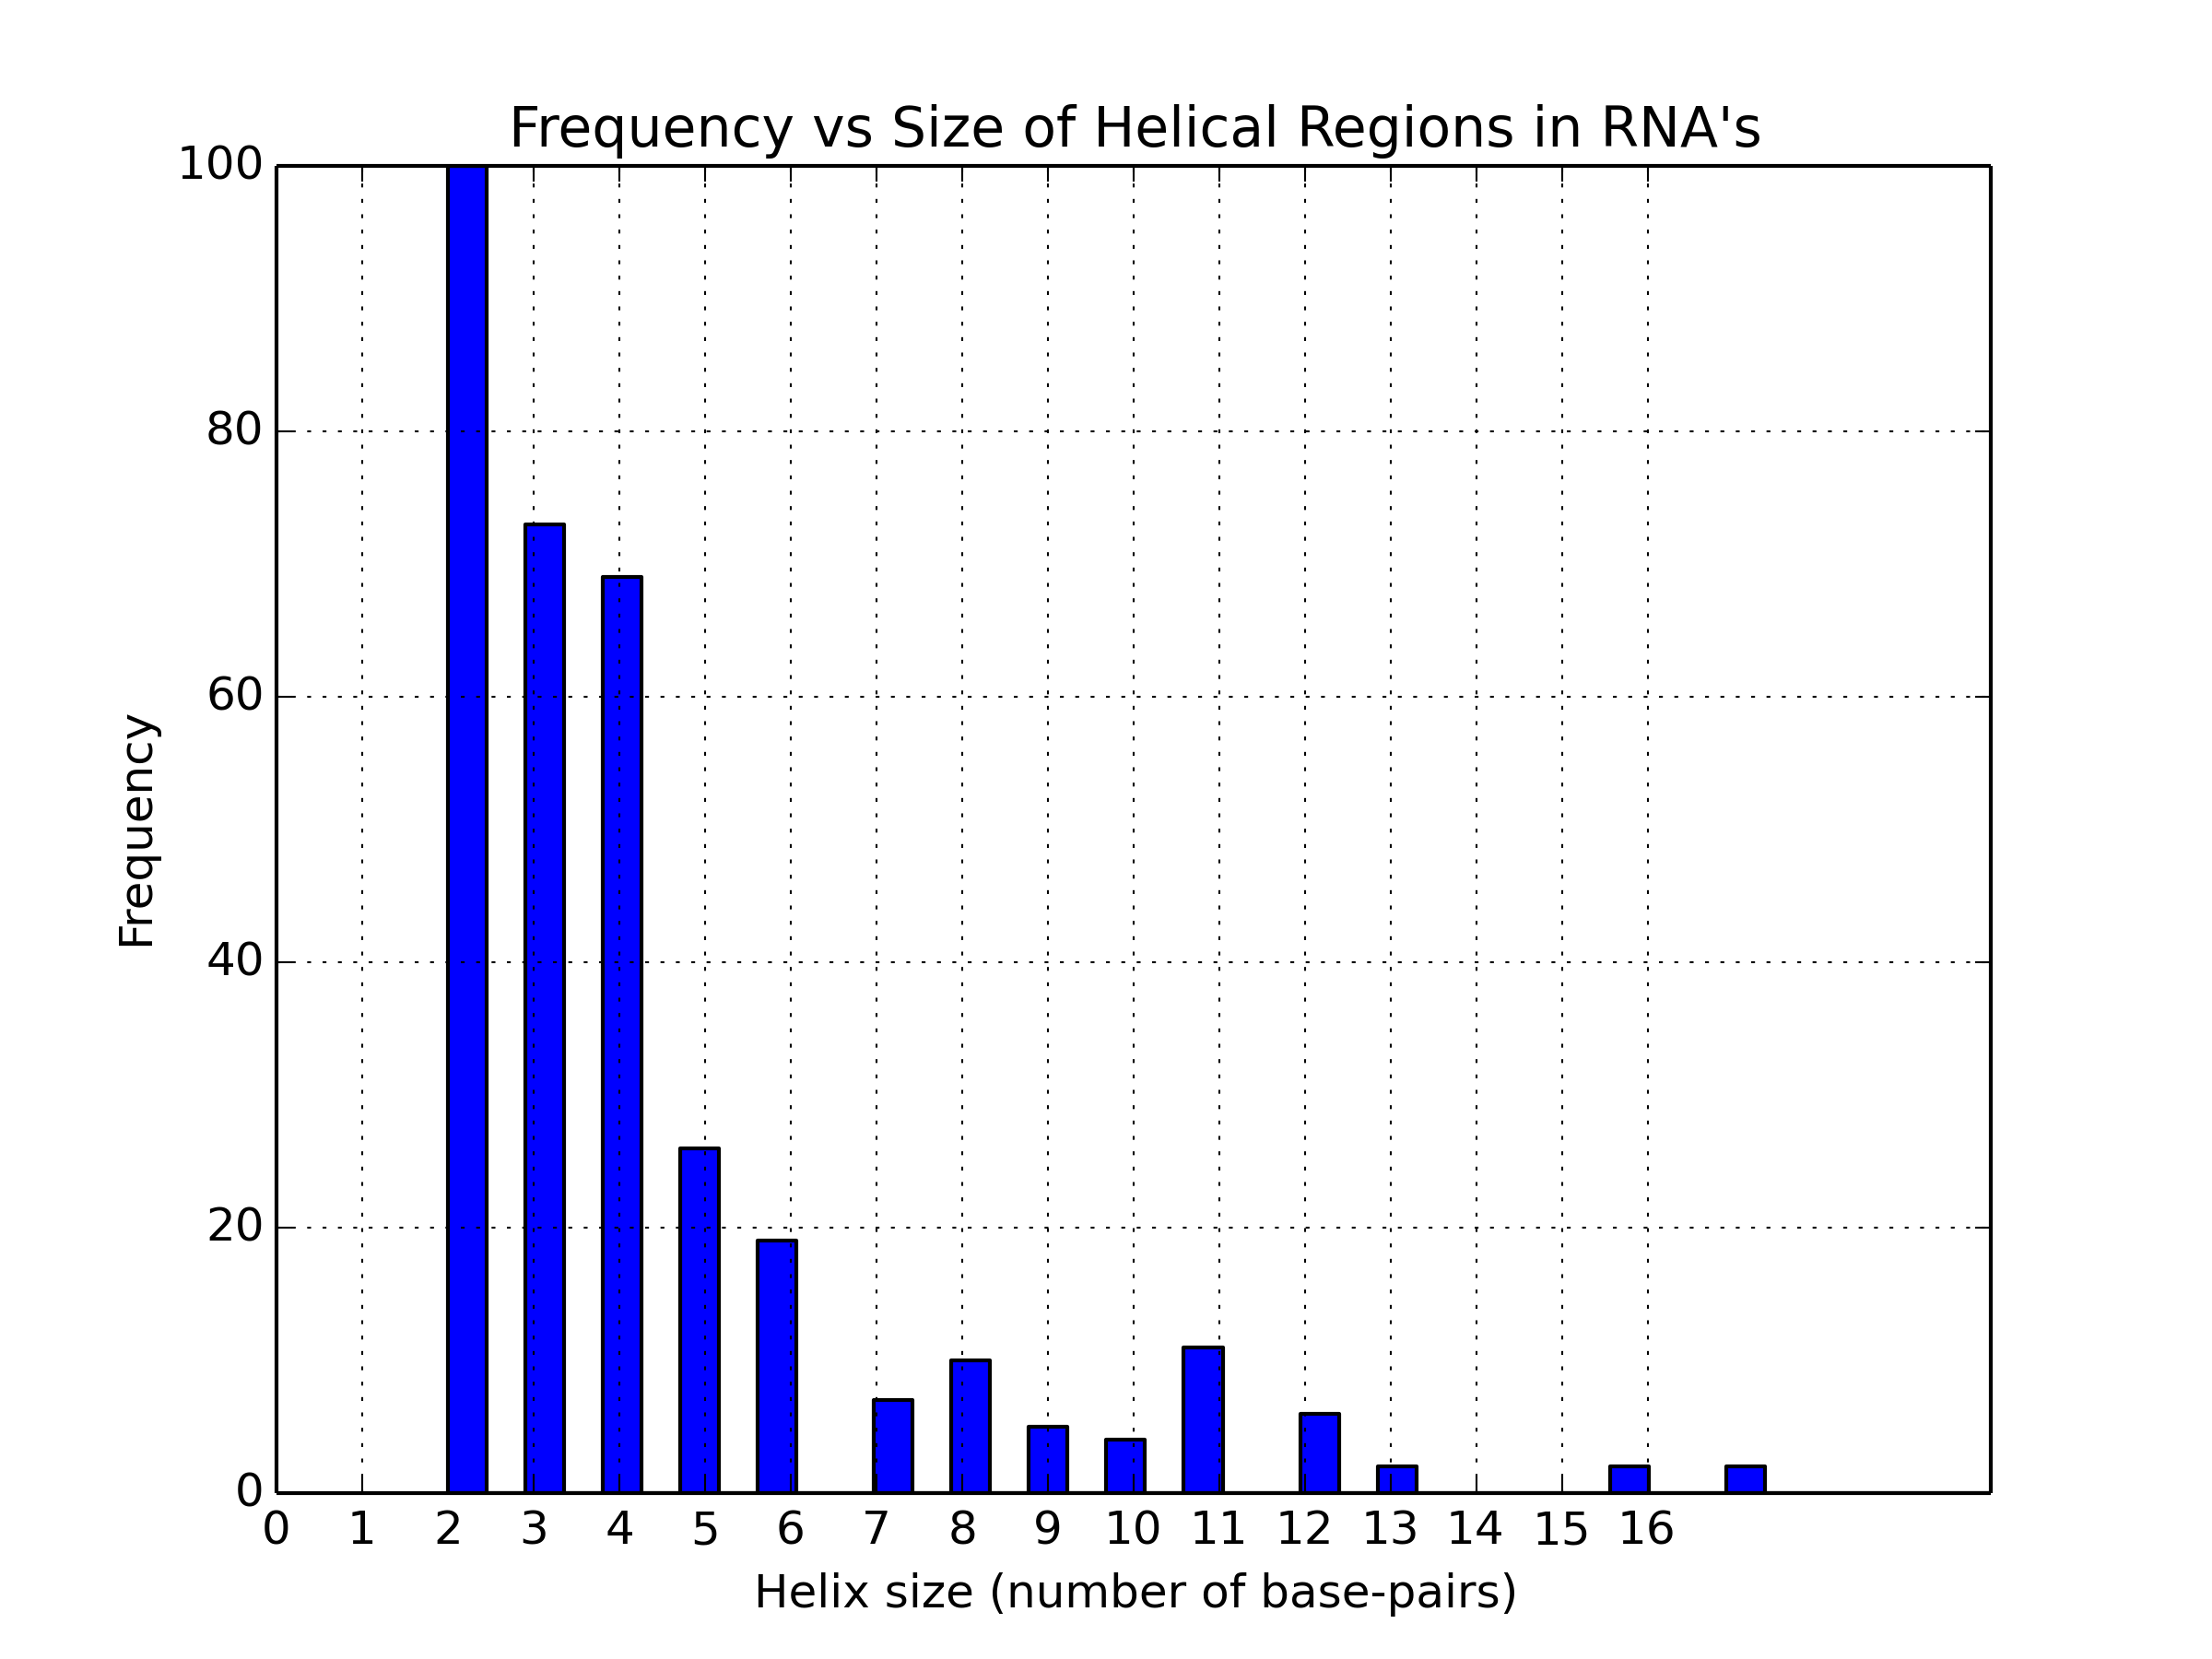 Frequency vs Size of Helical Regions in RNA's
100
80
60
40
20
0
Frequency
0 1 2 3 4 5 6 7 8 9 10 11 12 13 14 15 16
Helix size (number of base-pairs)